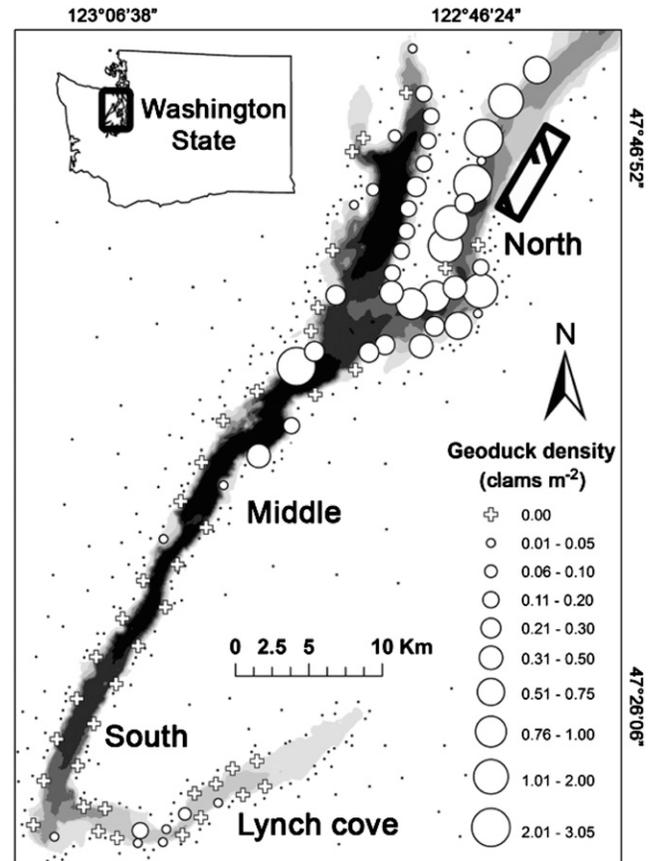 123°06'38" 122°46'24"
Washington
State
47°46'52"
North
N
Geoduck density
(clams m-2)
0.00
0.01 - 0.05
0.06 - 0.10
0.11 - 0.20
0.21 - 0.30
0.31 - 0.50
0.51 - 0.75
0.76 - 1.00
1.01 - 2.00
2.01 - 3.05
Middle
0 2.5 5 10 Km
47°26'06"
South
Lynch cove